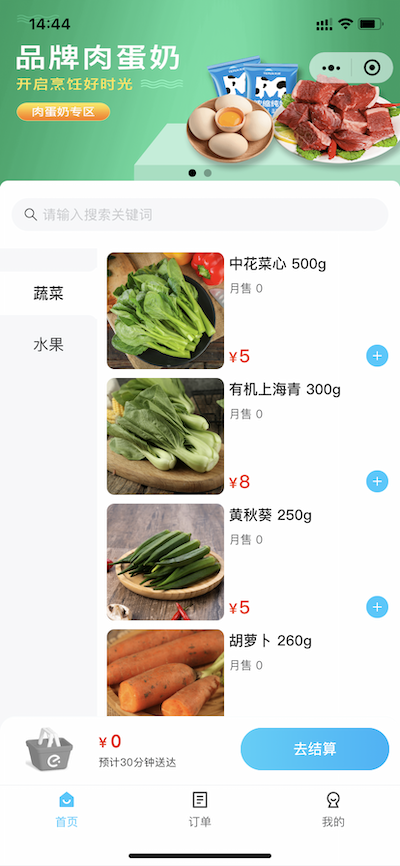 14:44
品牌肉蛋奶
开启烹饪好时光
肉蛋奶专区
请输入搜索关键词
蔬菜
水果
中花菜心 500g
月售 0
¥5
有机上海青 300g
月售 0
¥8
黄秋葵 250g
月售 0
¥5
胡萝卜 260g
月售 0
¥0
预计30分钟送达
去结算
首页
订单
我的